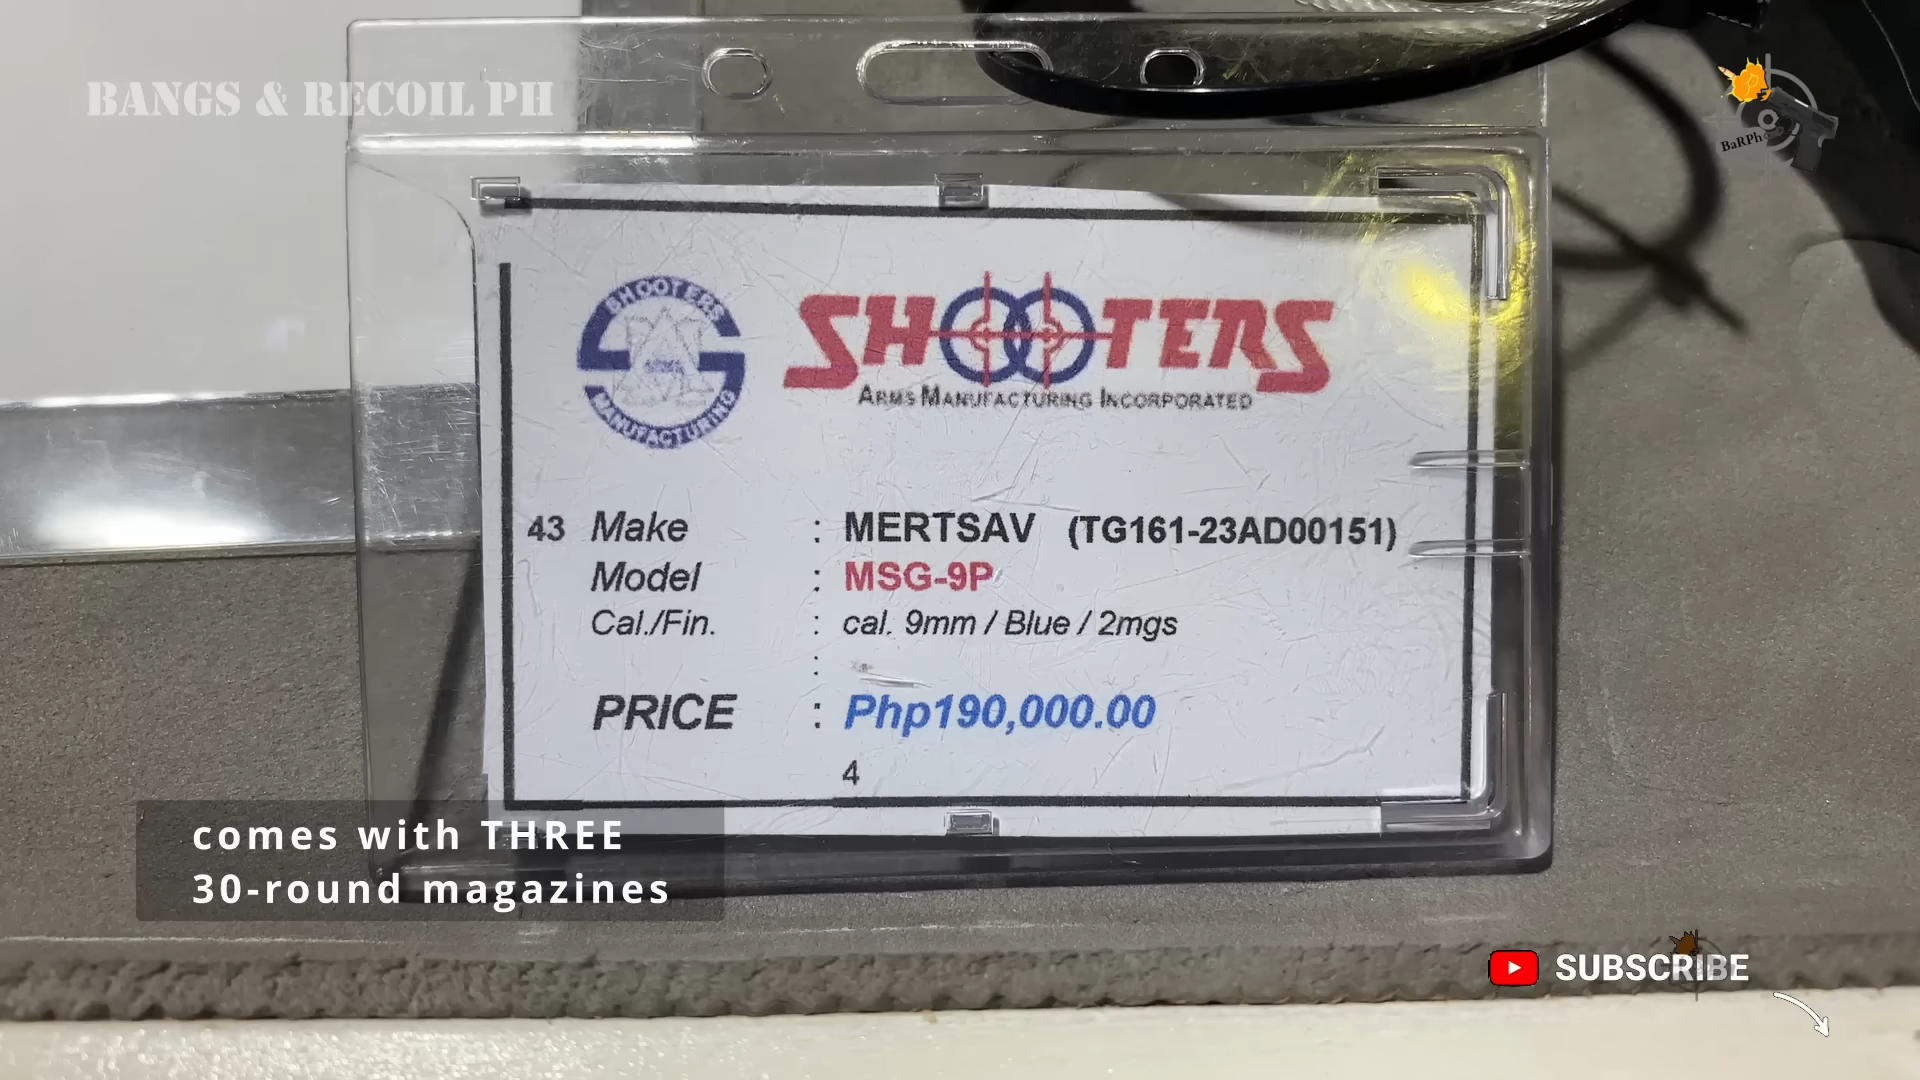 BANGS & RECOIL PH
BaRPh
SHOOTERS
MANUFACTURING
SHOOTERS
ARMS MANUFACTURING INCORPORATED
43 Make : MERTSAV (TG161-23AD00151)
Model : MSG-9P
Cal./Fin. : cal. 9mm / Blue / 2mgs
:
PRICE : Php190,000.00
4
comes with THREE
30-round magazines
SUBSCRIBE